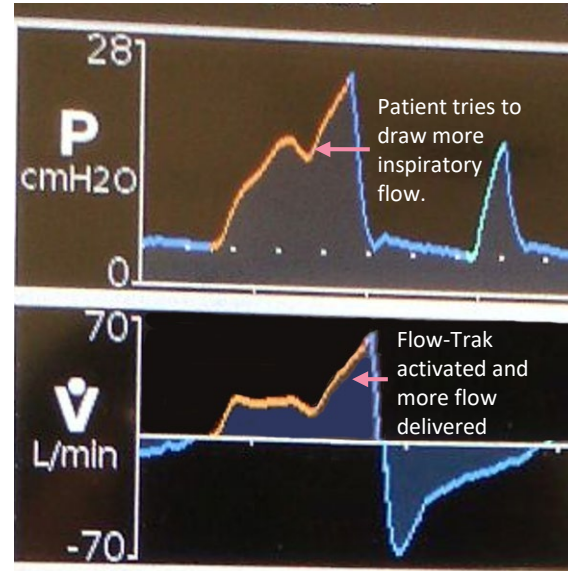 28
P
cmH2O
0
Patient tries to
draw more
inspiratory
flow.
70
V̇
L/min
-70
Flow-Trak
activated and
more flow
delivered